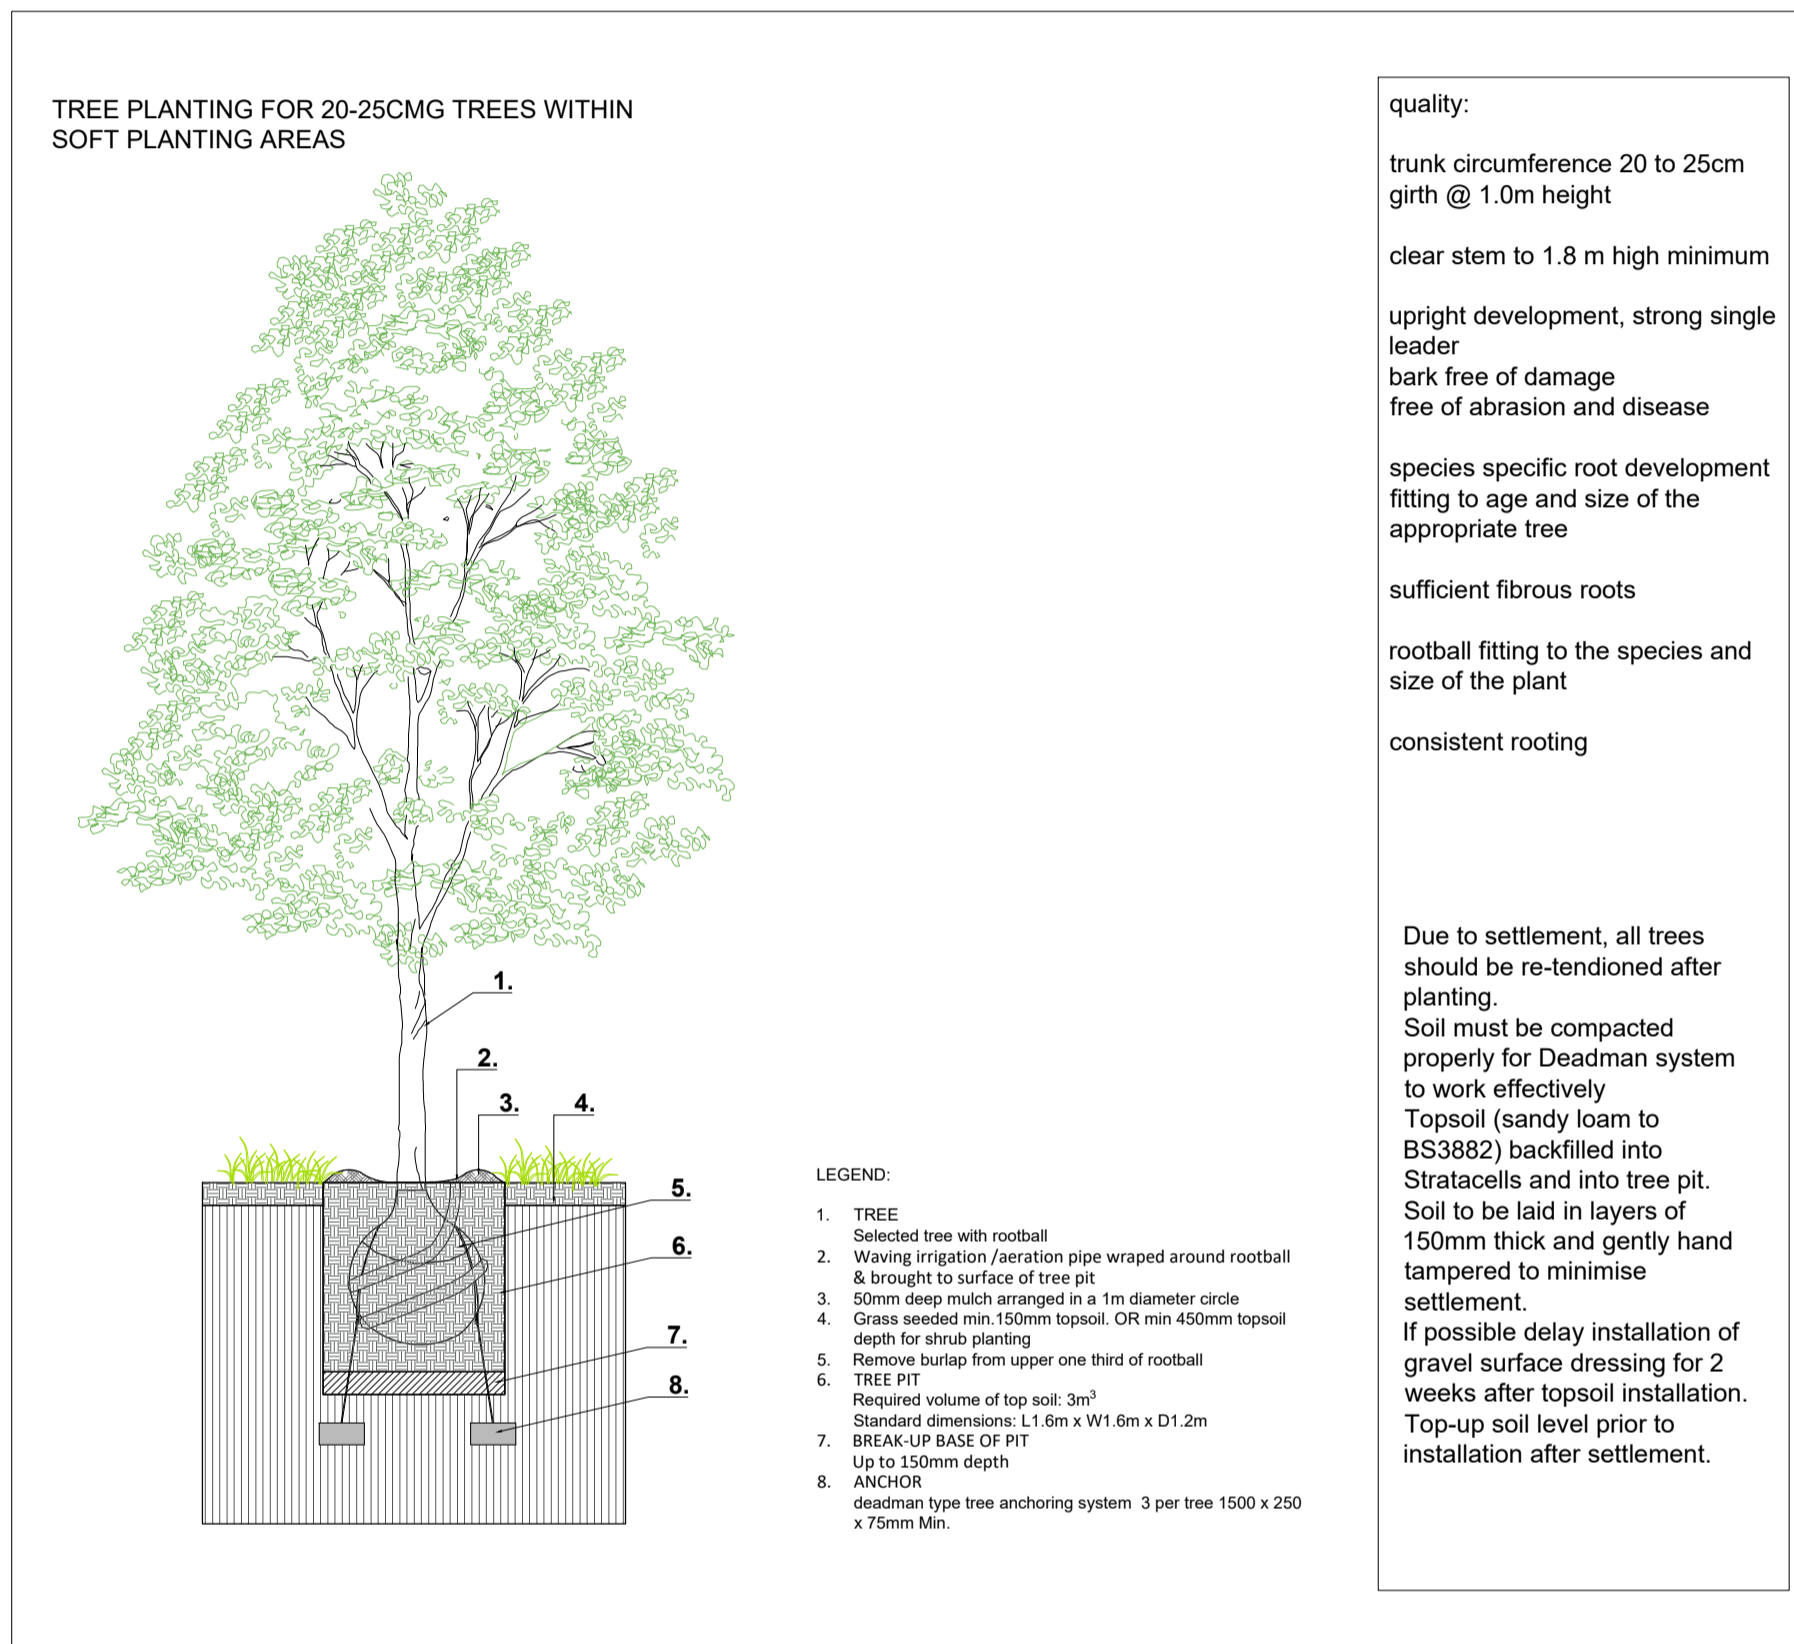 TREE PLANTING FOR 20-25CMG TREES WITHIN
SOFT PLANTING AREAS
1.
2.
3.
4.
5.
6.
7.
8.
LEGEND:
1. TREE
Selected tree with rootball
2. Waving irrigation /aeration pipe wraped around rootball
& brought to surface of tree pit
3. 50mm deep mulch arranged in a 1m diameter circle
4. Grass seeded min.150mm topsoil. OR min 450mm topsoil
depth for shrub planting
5. Remove burlap from upper one third of rootball
6. TREE PIT
Required volume of top soil: 3m³
Standard dimensions: L1.6m x W1.6m x D1.2m
7. BREAK-UP BASE OF PIT
Up to 150mm depth
8. ANCHOR
deadman type tree anchoring system 3 per tree 1500 x 250
x 75mm Min.
quality:
trunk circumference 20 to 25cm
girth @ 1.0m height
clear stem to 1.8 m high minimum
upright development, strong single
leader
bark free of damage
free of abrasion and disease
species specific root development
fitting to age and size of the
appropriate tree
sufficient fibrous roots
rootball fitting to the species and
size of the plant
consistent rooting
Due to settlement, all trees
should be re-tendioned after
planting.
Soil must be compacted
properly for Deadman system
to work effectively
Topsoil (sandy loam to
BS3882) backfilled into
Stratacells and into tree pit.
Soil to be laid in layers of
150mm thick and gently hand
tampered to minimise
settlement.
If possible delay installation of
gravel surface dressing for 2
weeks after topsoil installation.
Top-up soil level prior to
installation after settlement.